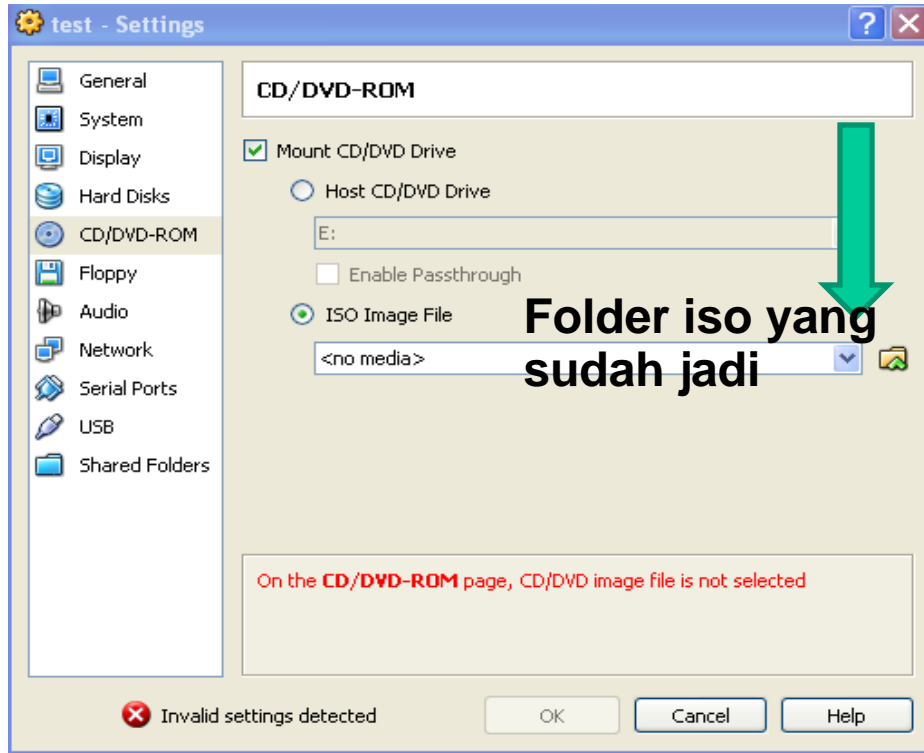 test - Settings
General
System
Display
Hard Disks
CD/DVD-ROM
Floppy
Audio
Network
Serial Ports
USB
Shared Folders
CD/DVD-ROM
Mount CD/DVD Drive
Host CD/DVD Drive
E:
Enable Passthrough
ISO Image File
<no media>
Folder iso yang
sudah jadi
On the CD/DVD-ROM page, CD/DVD image file is not selected
Invalid settings detected
OK
Cancel
Help